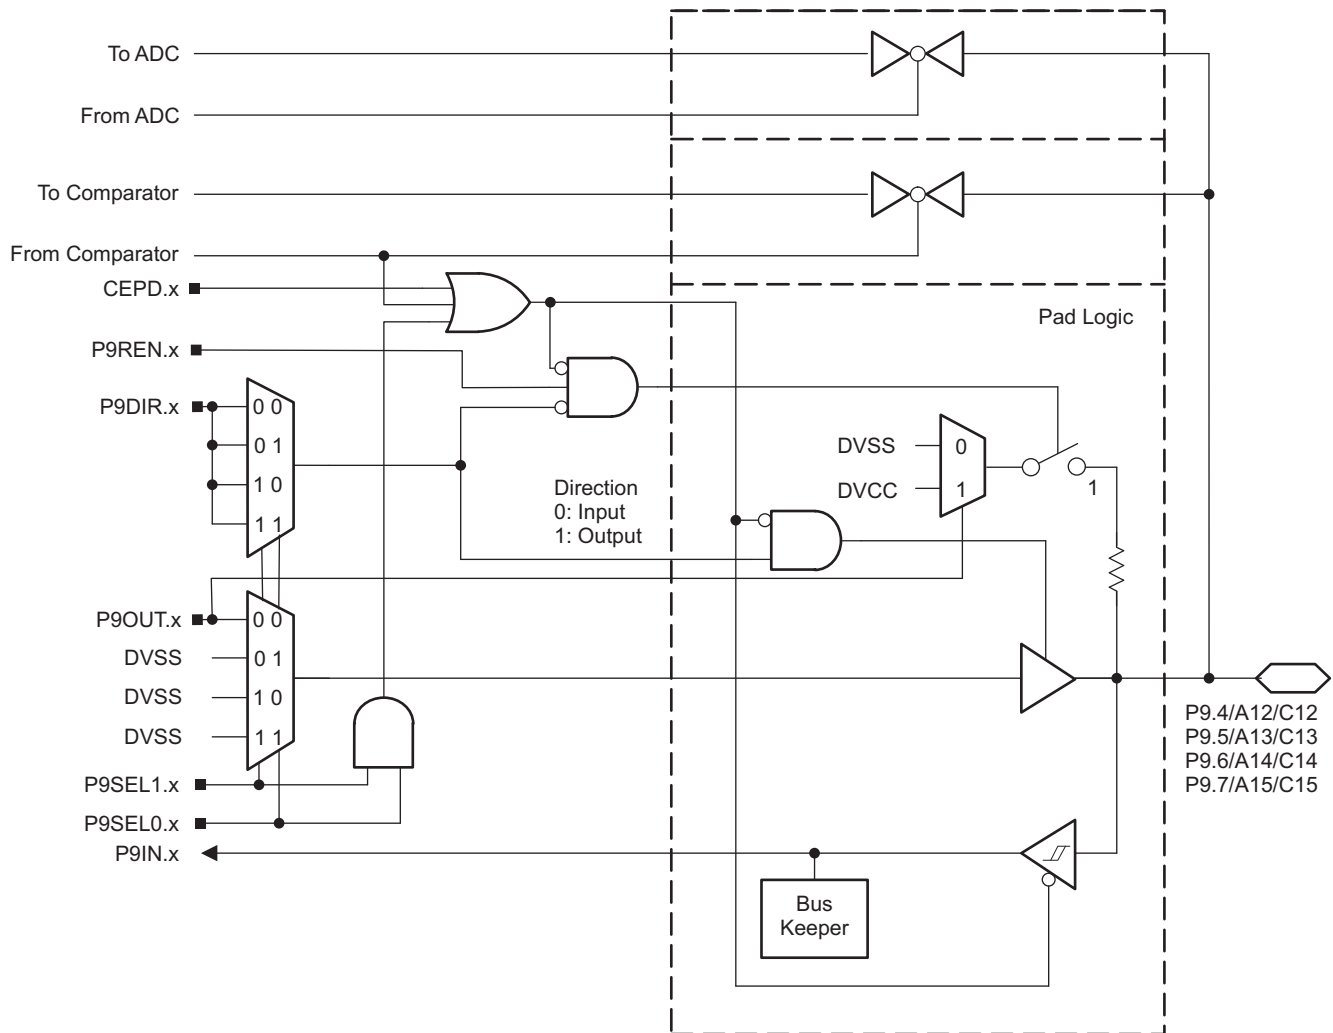 To ADC
From ADC
To Comparator
From Comparator
CEPD.x
Pad Logic
P9REN.x
P9DIR.x
0 0
0 1
1 0
1 1
DVSS
0
DVCC
1
1
Direction
0: Input
1: Output
P9OUT.x
0 0
DVSS
0 1
DVSS
1 0
DVSS
1 1
P9.4/A12/C12
P9.5/A13/C13
P9.6/A14/C14
P9.7/A15/C15
P9SEL1.x
P9SEL0.x
P9IN.x
Bus
Keeper